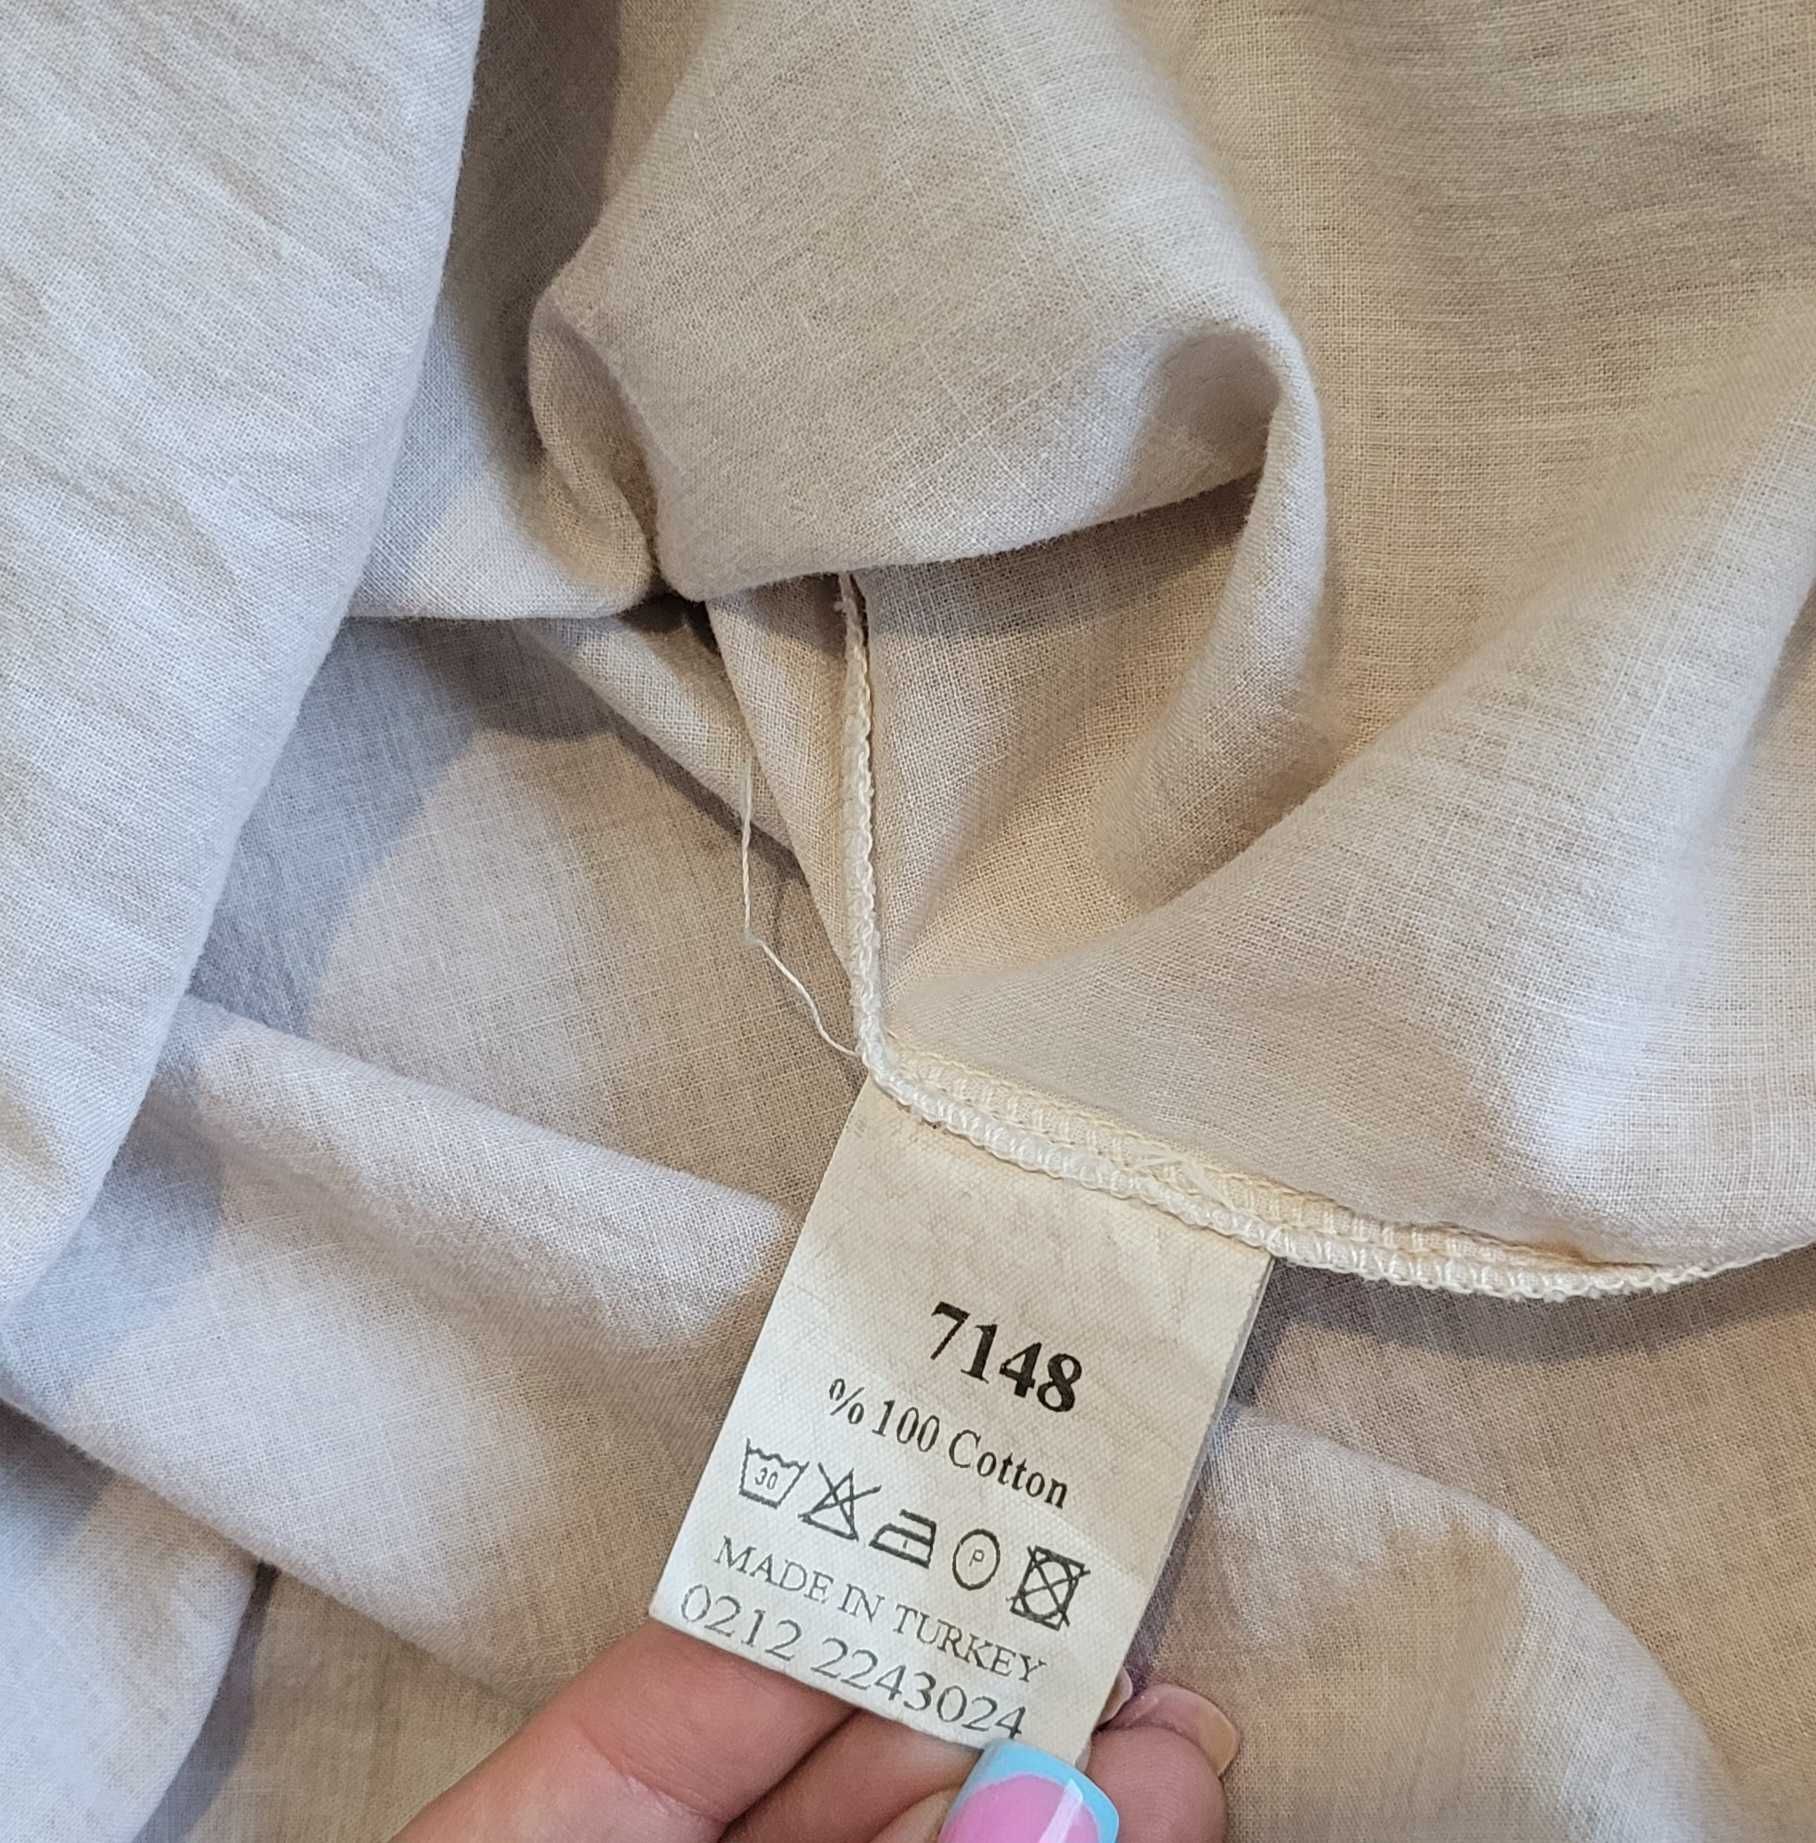 7148
% 100 Cotton
30
P
MADE IN TURKEY
0212 2243024